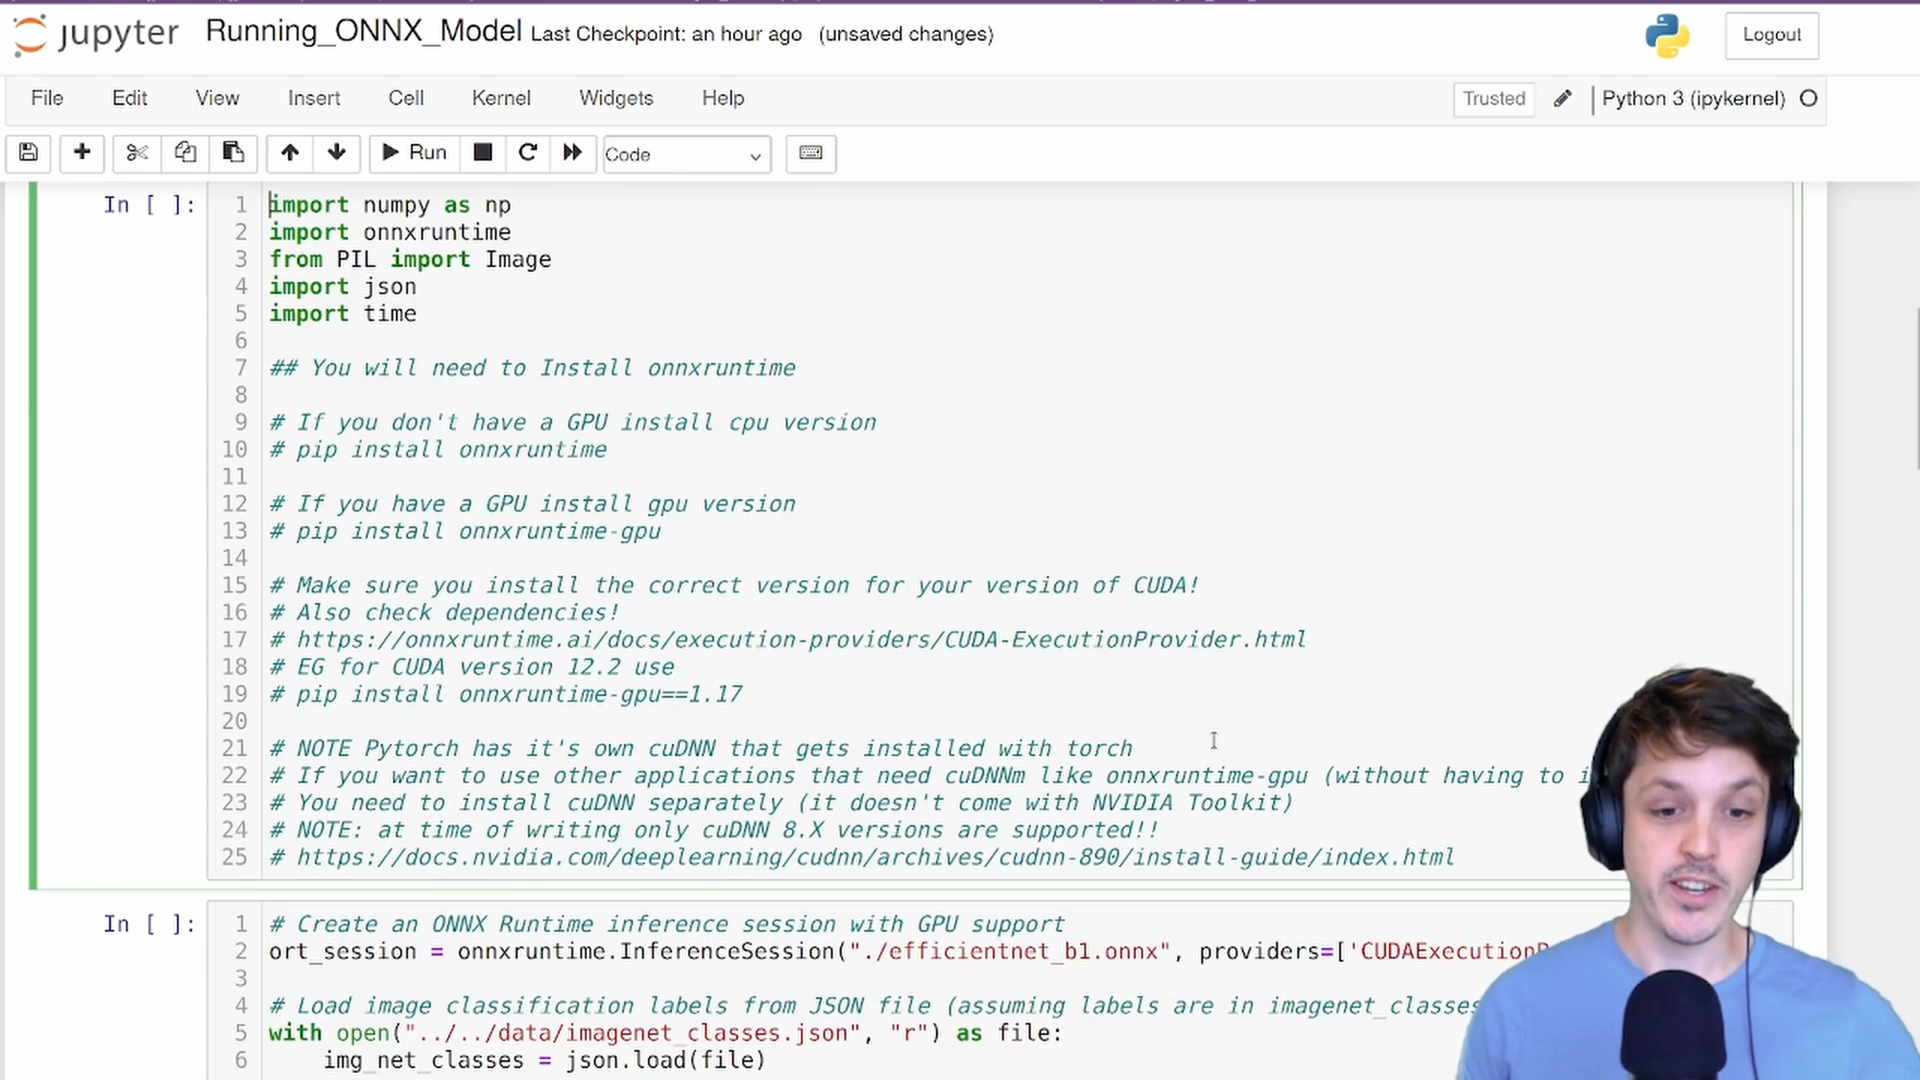 jupyter Running_ONNX_Model Last Checkpoint: an hour ago (unsaved changes) Logout
File Edit View Insert Cell Kernel Widgets Help Trusted Python 3 (ipykernel)
Run Code
In [ ]: 1 import numpy as np
2 import onnxruntime
3 from PIL import Image
4 import json
5 import time
6
7 ## You will need to Install onnxruntime
8
9 # If you don't have a GPU install cpu version
10 # pip install onnxruntime
11
12 # If you have a GPU install gpu version
13 # pip install onnxruntime-gpu
14
15 # Make sure you install the correct version for your version of CUDA!
16 # Also check dependencies!
17 # https://onnxruntime.ai/docs/execution-providers/CUDA-ExecutionProvider.html
18 # EG for CUDA version 12.2 use
19 # pip install onnxruntime-gpu==1.17
20
21 # NOTE Pytorch has it's own cuDNN that gets installed with torch
22 # If you want to use other applications that need cuDNNm like onnxruntime-gpu (without having to
23 # You need to install cuDNN separately (it doesn't come with NVIDIA Toolkit)
24 # NOTE: at time of writing only cuDNN 8.X versions are supported!!
25 # https://docs.nvidia.com/deeplearning/cudnn/archives/cudnn-890/install-guide/index.html
In [ ]: 1 # Create an ONNX Runtime inference session with GPU support
2 ort_session = onnxruntime.InferenceSession("./efficientnet_b1.onnx", providers=['CUDAExecution
3
4 # Load image classification labels from JSON file (assuming labels are in imagenet_classes
5 with open("../../data/imagenet_classes.json", "r") as file:
6 img_net_classes = json.load(file)